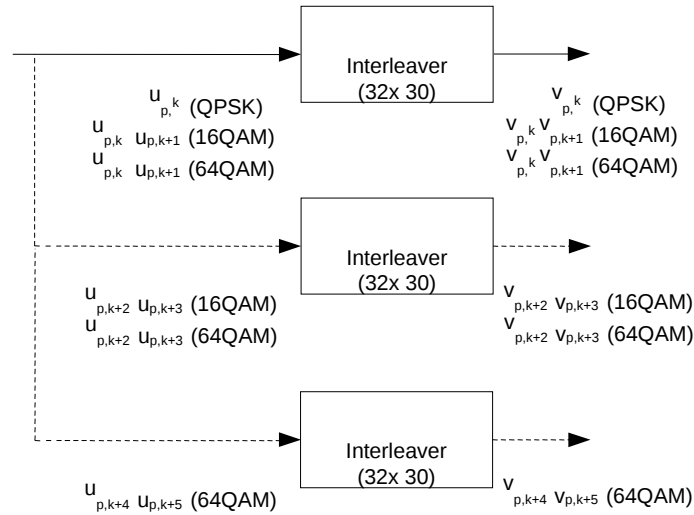 Interleaver
(32x 30)
u p,k (QPSK)
u p,k u p,k+1 (16QAM)
u p,k u p,k+1 (64QAM)
v p,k (QPSK)
v p,k v p,k+1 (16QAM)
v p,k v p,k+1 (64QAM)
Interleaver
(32x 30)
u p,k+2 u p,k+3 (16QAM)
u p,k+2 u p,k+3 (64QAM)
v p,k+2 v p,k+3 (16QAM)
v p,k+2 v p,k+3 (64QAM)
Interleaver
(32x 30)
u p,k+4 u p,k+5 (64QAM)
v p,k+4 v p,k+5 (64QAM)